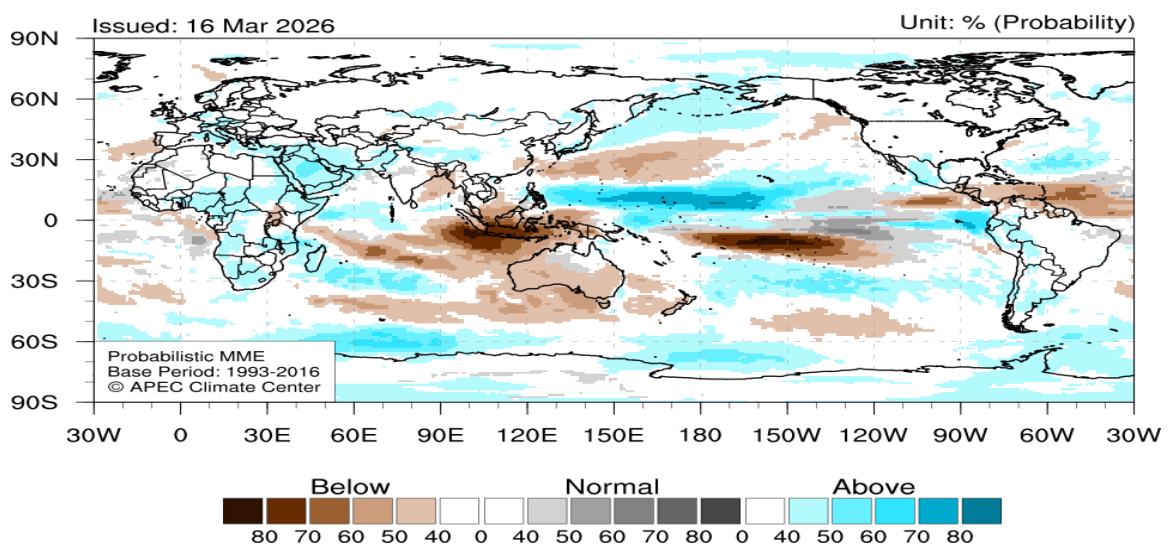 Issued: 16 Mar 2026
Unit: % (Probability)
90N
60N
30N
0
30S
60S
90S
Probabilistic MME
Base Period: 1993-2016
© APEC Climate Center
30W 0 30E 60E 90E 120E 150E 180 150W 120W 90W 60W 30W
Below Normal Above
80 70 60 50 40 0 40 50 60 70 80 0 40 50 60 70 80